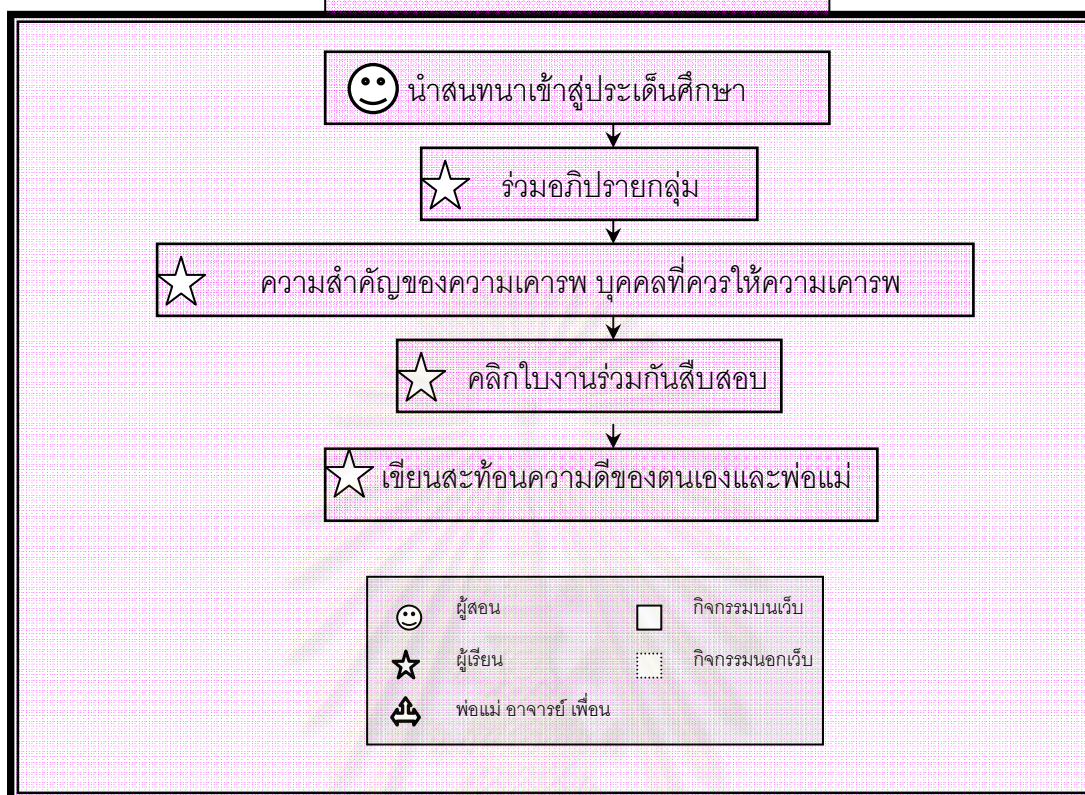 นำสนทนาเข้าสู่ประเด็นศึกษา
ร่วมอภิปรายกลุ่ม
ความสำคัญของความเคารพ บุคคลที่ควรให้ความเคารพ
คลิกใบงานร่วมกันสืบสอบ
เขียนสะท้อนความดีของตนเองและพ่อแม่
ผู้สอน
กิจกรรมบนเว็บ
ผู้เรียน
กิจกรรมนอกเว็บ
พ่อแม่ อาจารย์ เพื่อน